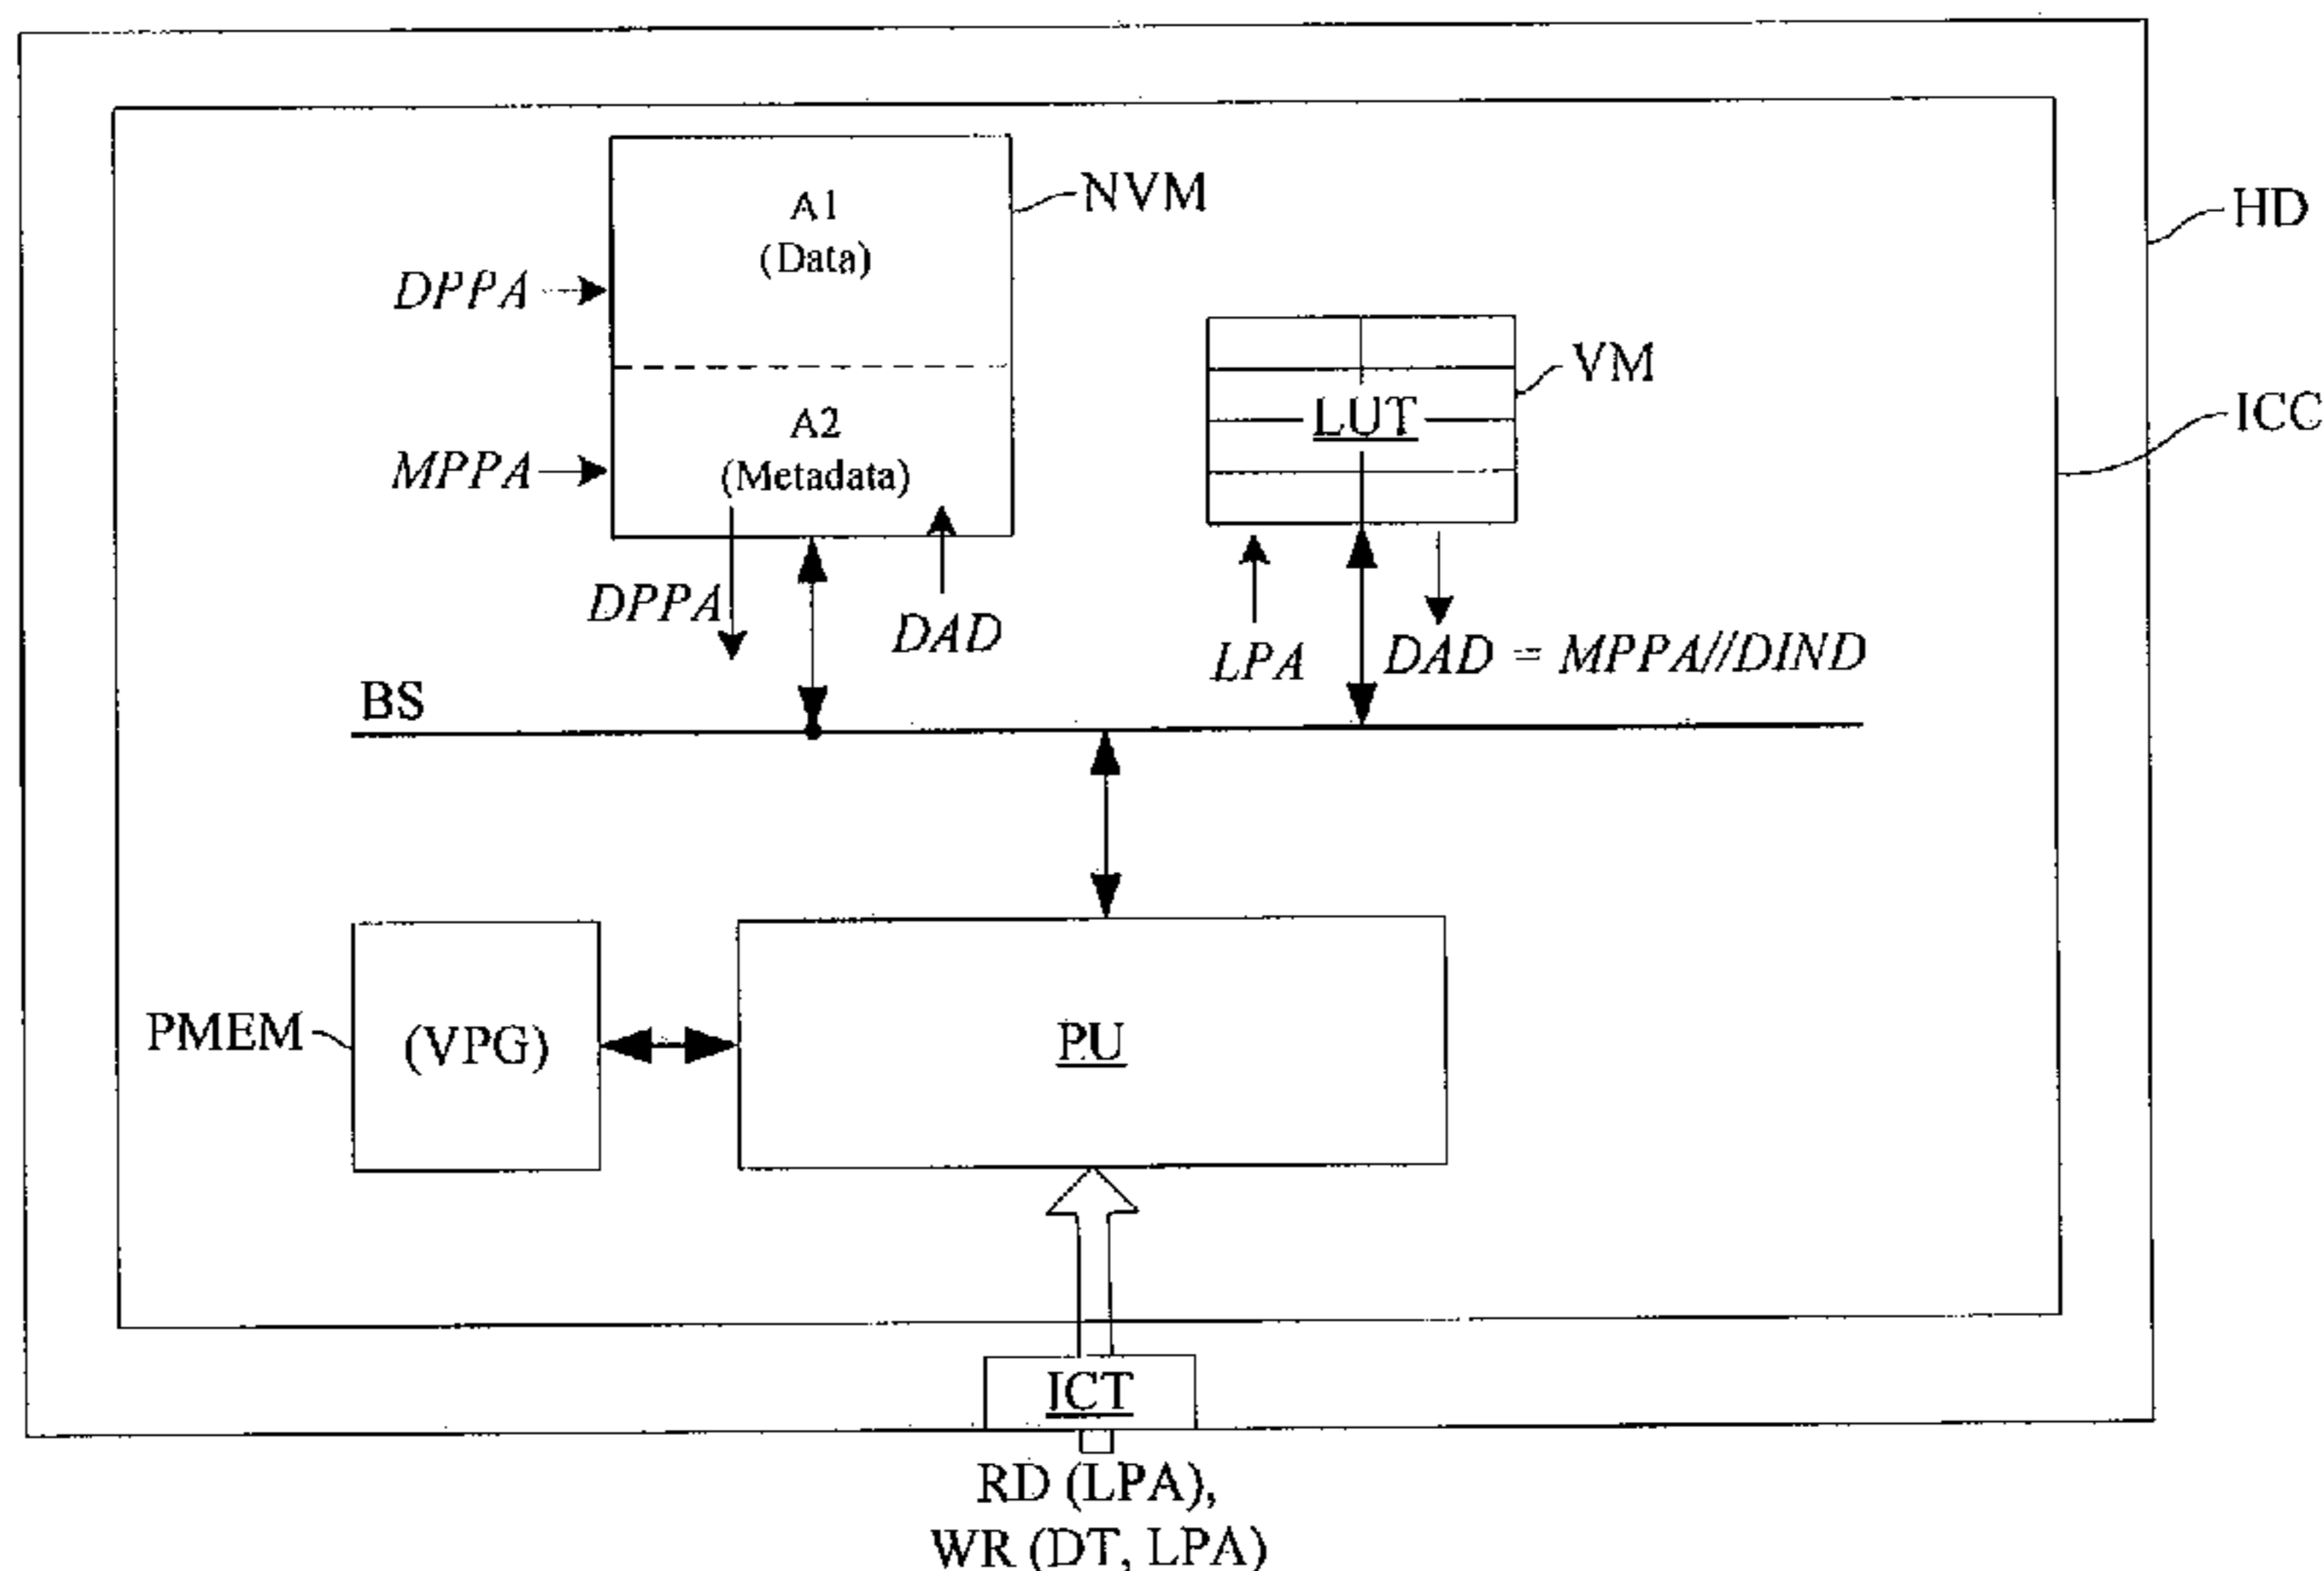 A1
(Data)
NVM
HD
DPPA
VM
ICC
LUT
A2
(Metadata)
MPPA
DPPA
DAD
LPA
DAD = MPPA//DIND
BS
PMEM
(VPG)
PU
ICT
RD (LPA),
WR (DT, LPA)